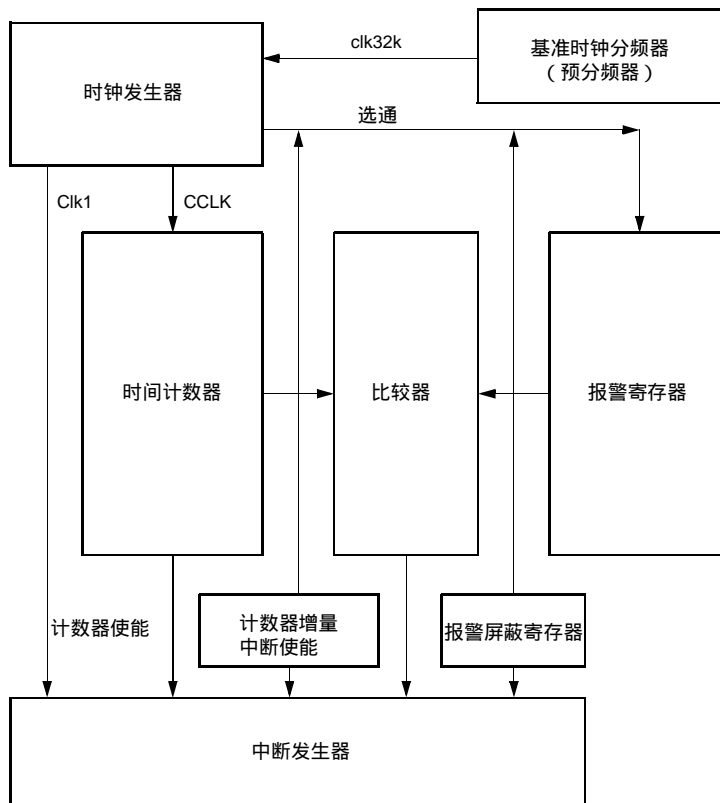 clk32k
基准时钟分频器
（预分频器）
时钟发生器
选通
Clk1
CCLK
时间计数器
比较器
报警寄存器
计数器使能
计数器增量
中断使能
报警屏蔽寄存器
中断发生器